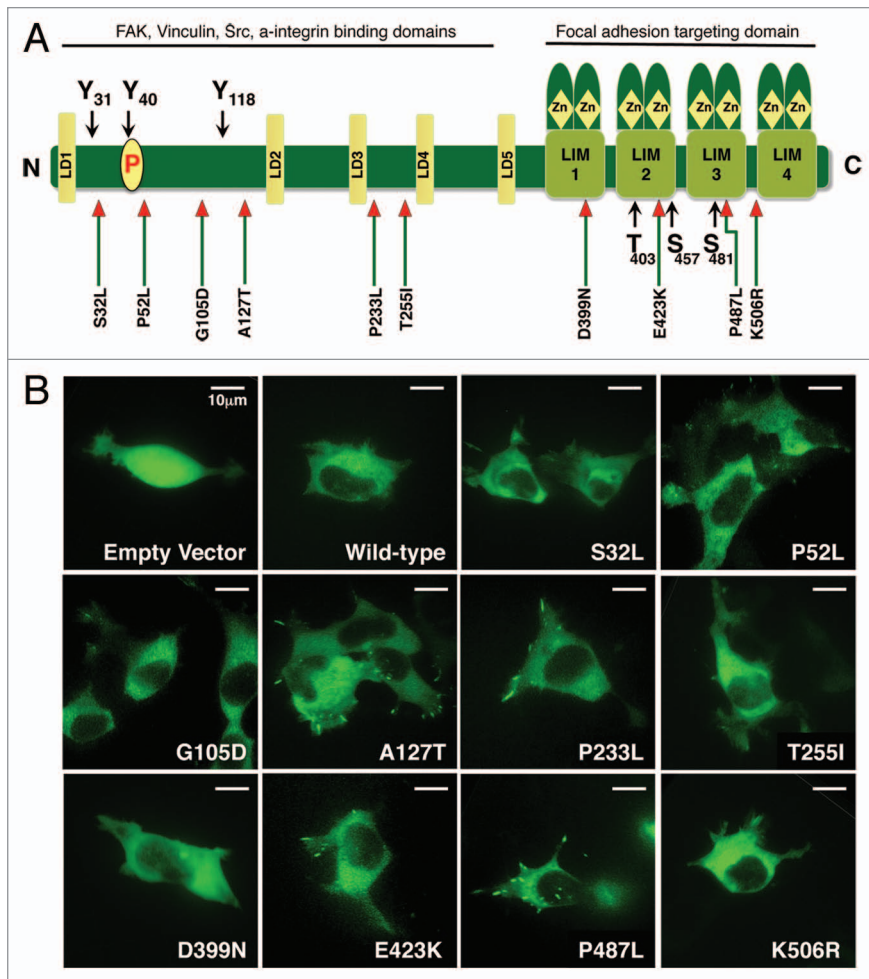 A
FAK, Vinculin, Src, a-integrin binding domains
Focal adhesion targeting domain
Y31
Y40
Y118
Zn Zn Zn Zn Zn Zn Zn Zn
N
LD1
P
LD2
LD3
LD4
LD5
LIM 1
LIM 2
LIM 3
LIM 4
C
T403
S457
S481
S32L
P52L
G105D
A127T
P233L
T255I
D399N
E423K
P487L
K506R
B
10μm
Empty Vector
Wild-type
S32L
P52L
G105D
A127T
P233L
T255I
D399N
E423K
P487L
K506R